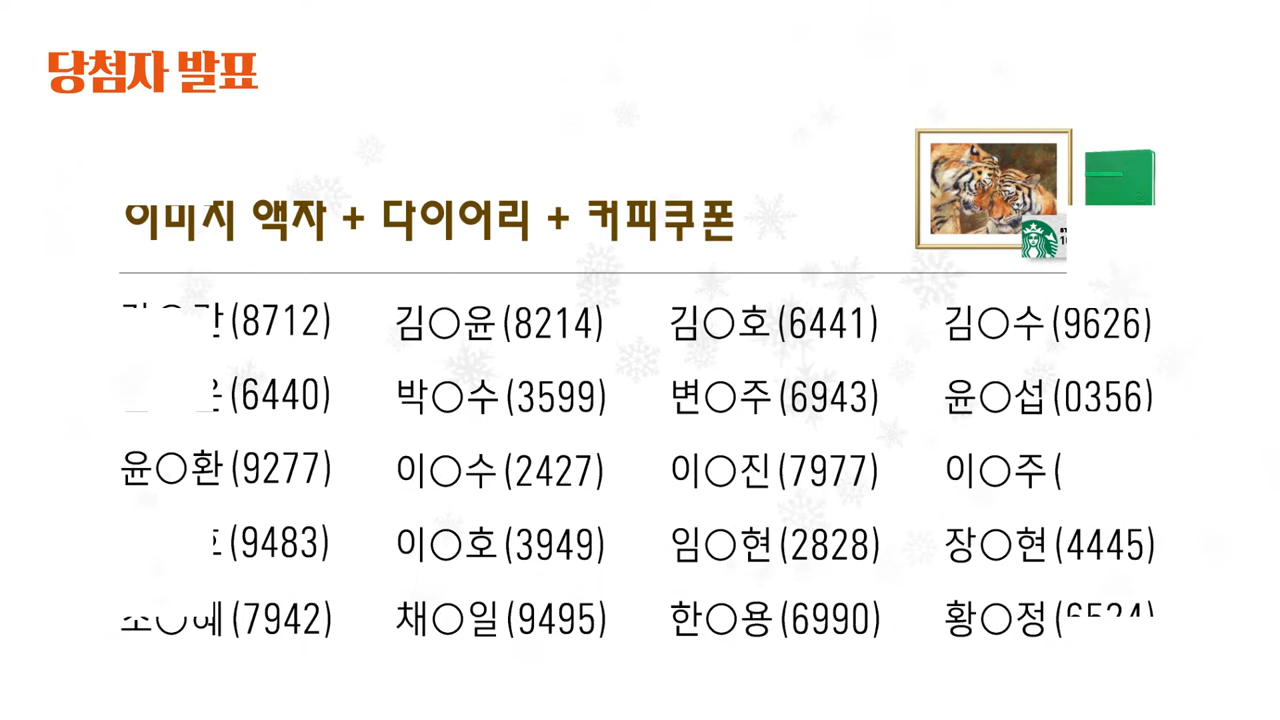 당첨자 발표
이미지 액자 + 다이어리 + 커피쿠폰
(8712) 김○윤(8214) 김○호(6441) 김○수(9626)
(6440) 박○수(3599) 변○주(6943) 윤○섭(0356)
윤○환(9277) 이○수(2427) 이○진(7977) 이○주(
(9483) 이○호(3949) 임○현(2828) 장○현(4445)
(7942) 채○일(9495) 한○용(6990) 황○정